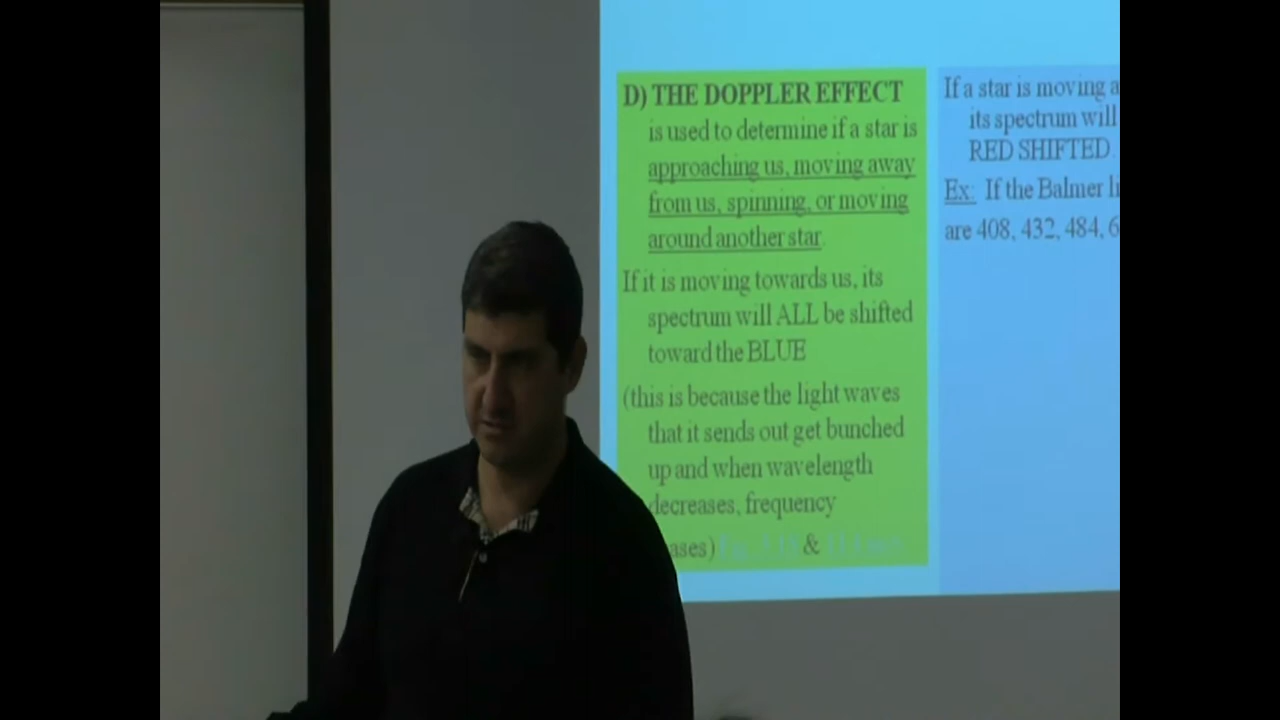 D) THE DOPPLER EFFECT
is used to determine if a star is
approaching us, moving away
from us, spinning, or moving
around another star.
If it is moving towards us, its
spectrum will ALL be shifted
toward the BLUE
(this is because the light waves
that it sends out get bunched
up and when wavelength
decreases, frequency
ases) &
If a star is moving a
its spectrum will
RED SHIFTED.
Ex: If the Balmer li
are 408, 432, 484, 6